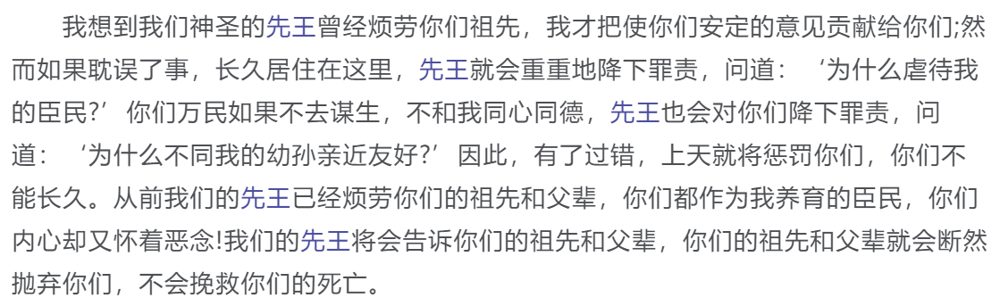 我想到我们神圣的先王曾经烦劳你们祖先，我才把使你们安定的意见贡献给你们;然
而如果耽误了事，长久居住在这里，先王就会重重地降下罪责，问道：‘为什么虐待我
的臣民?’你们万民如果不去谋生，不和我同心同德，先王也会对你们降下罪责，问
道：‘为什么不同我的幼孙亲近友好?’因此，有了过错，上天就将惩罚你们，你们不
能长久。从前我们的先王已经烦劳你们的祖先和父辈，你们都作为我养育的臣民，你们
内心却又怀着恶念!我们的先王将会告诉你们的祖先和父辈，你们的祖先和父辈就会断然
抛弃你们，不会挽救你们的死亡。